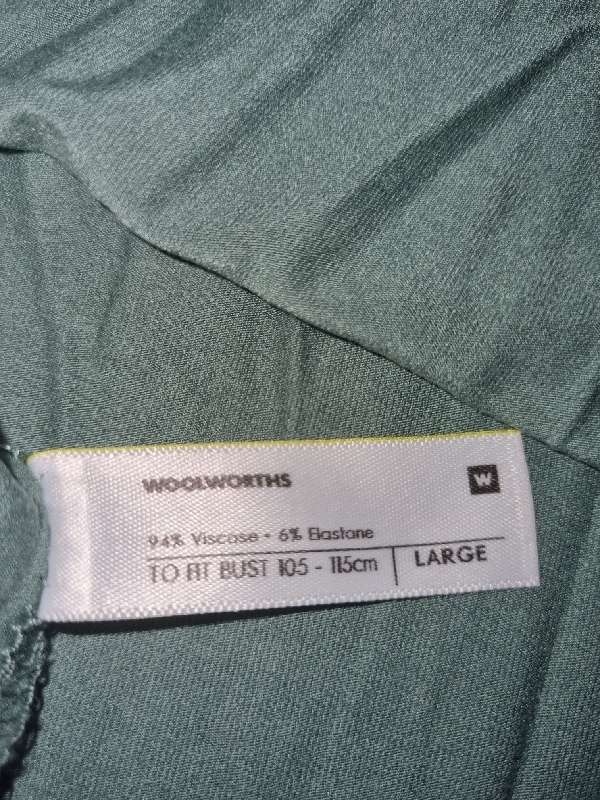 WOOLWORTHS
W
94% Viscose • 6% Elastane
TO FIT BUST 105 - 115cm
LARGE